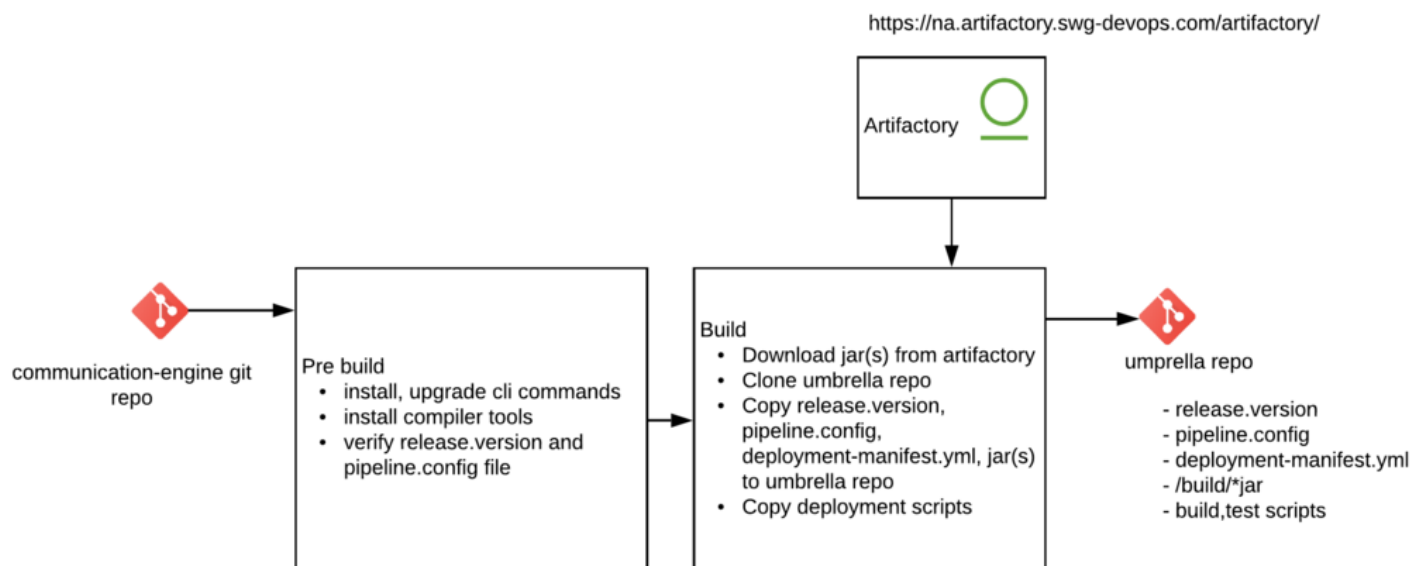 https://na.artifactory.swg-devops.com/artifactory/
Artifactory
communication-engine git
repo
Pre build
• install, upgrade cli commands
• install compiler tools
• verify release.version and
pipeline.config file
Build
• Download jar(s) from artifactory
• Clone umbrella repo
• Copy release.version,
pipeline.config,
deployment-manifest.yml, jar(s)
to umbrella repo
• Copy deployment scripts
umprella repo
- release.version
- pipeline.config
- deployment-manifest.yml
- /build/*jar
- build,test scripts